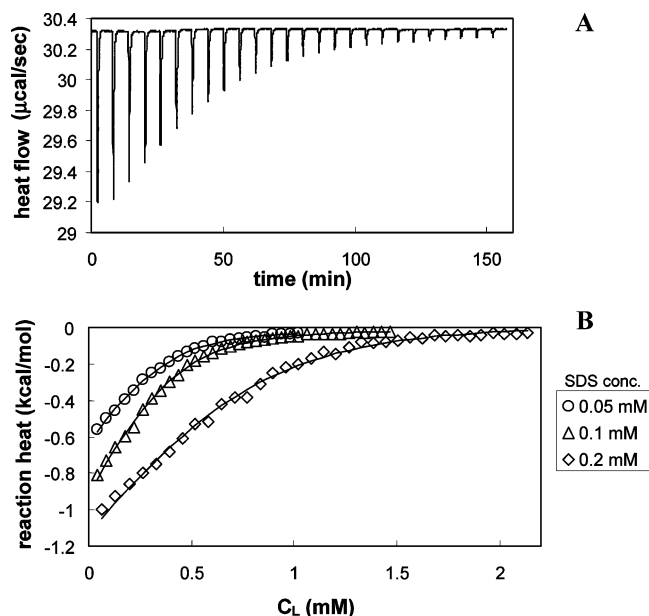 A
heat flow (μcal/sec)
30.4
30.2
30
29.8
29.6
29.4
29.2
29
0 50 100 150
time (min)
B
reaction heat (kcal/mol)
0
-0.2
-0.4
-0.6
-0.8
-1
-1.2
0 0.5 1 1.5 2
C_L (mM)
SDS conc.
0.05 mM
0.1 mM
0.2 mM